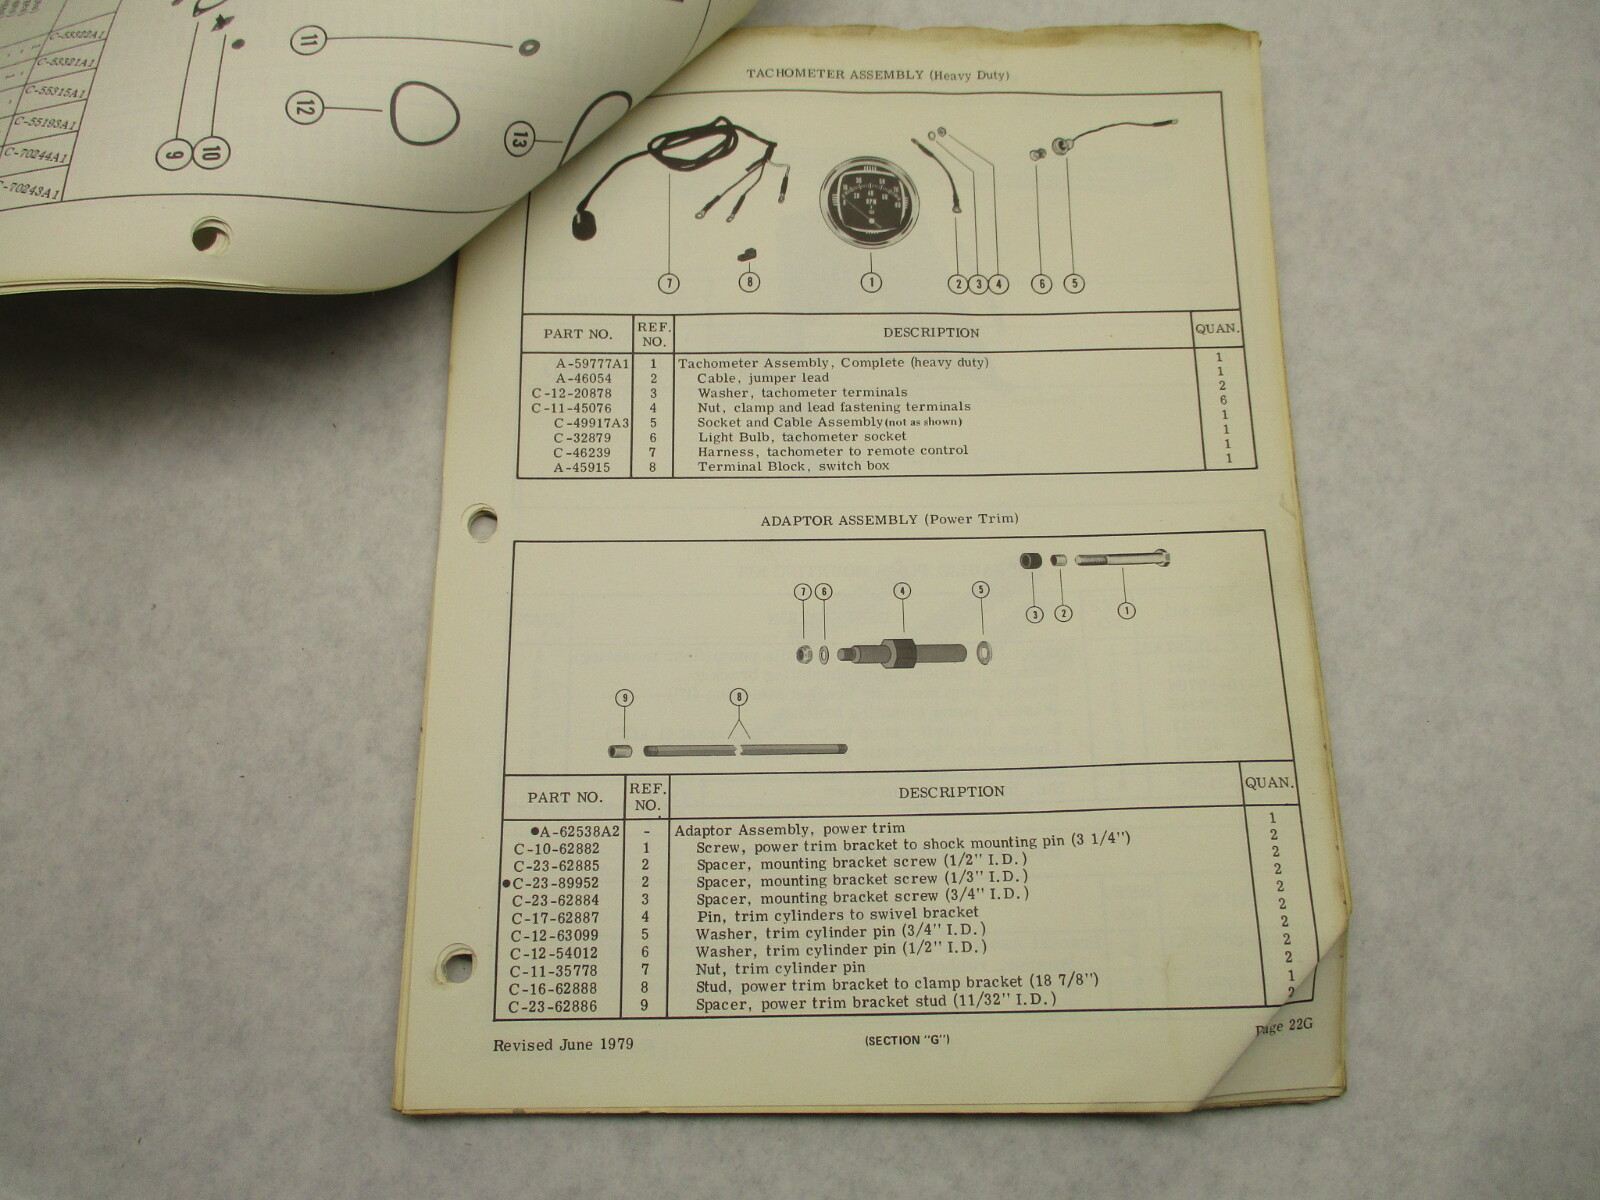 C-55322A1
C-55321A1
C-55315A1
C-55193A1
C-70244A1
C-70243A1
11
12
13
9 10
TACHOMETER ASSEMBLY (Heavy Duty)
7 8 1 2 3 4 6 5
PART NO. REF. NO. DESCRIPTION QUAN.
A-59777A1 1 Tachometer Assembly, Complete (heavy duty) 1
A-46054 2 Cable, jumper lead 1
C-12-20878 3 Washer, tachometer terminals 2
C-11-45076 4 Nut, clamp and lead fastening terminals 6
C-49917A3 5 Socket and Cable Assembly (not as shown) 1
C-32879 6 Light Bulb, tachometer socket 1
C-46239 7 Harness, tachometer to remote control 1
A-45915 8 Terminal Block, switch box 1
ADAPTOR ASSEMBLY (Power Trim)
3 2 1
7 6 4 5
9 8
PART NO. REF. NO. DESCRIPTION QUAN.
●A-62538A2 - Adaptor Assembly, power trim 1
C-10-62882 1 Screw, power trim bracket to shock mounting pin (3 1/4") 2
C-23-62885 2 Spacer, mounting bracket screw (1/2" I.D.) 2
●C-23-89952 2 Spacer, mounting bracket screw (1/3" I.D.) 2
C-23-62884 3 Spacer, mounting bracket screw (3/4" I.D.) 2
C-17-62887 4 Pin, trim cylinders to swivel bracket 2
C-12-63099 5 Washer, trim cylinder pin (3/4" I.D.) 2
C-12-54012 6 Washer, trim cylinder pin (1/2" I.D.) 2
C-11-35778 7 Nut, trim cylinder pin 2
C-16-62888 8 Stud, power trim bracket to clamp bracket (18 7/8") 1
C-23-62886 9 Spacer, power trim bracket stud (11/32" I.D.) 2
Revised June 1979 (SECTION "G") Page 22G